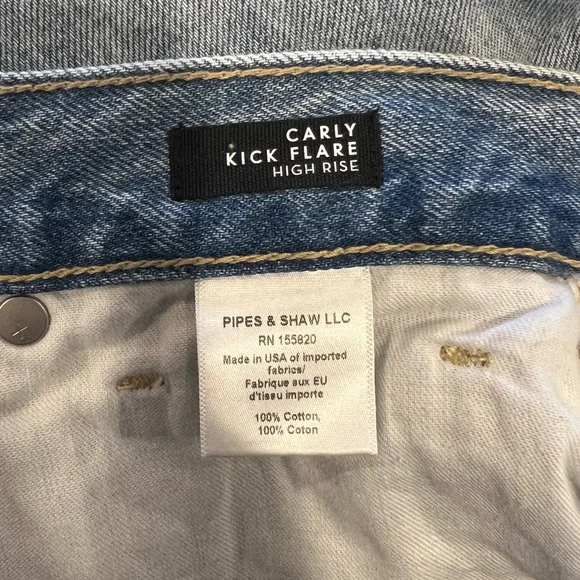 CARLY
KICK FLARE
HIGH RISE
PIPES & SHAW LLC
RN 155820
Made in USA of imported
fabrics/
Fabrique aux EU
d'tissu importe
100% Cotton,
100% Coton